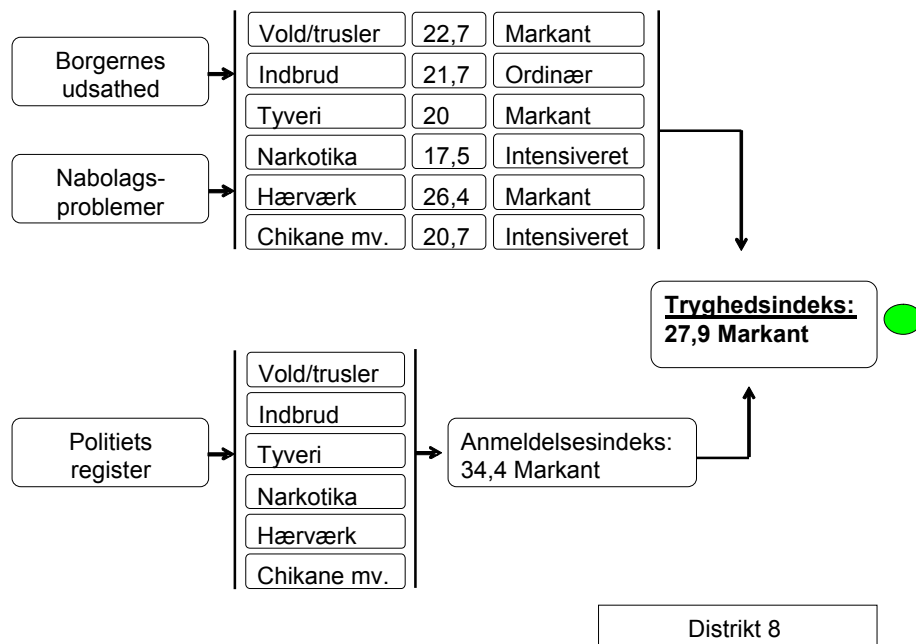 Borgernes
udsathed
Nabolags-
problemer
Vold/trusler 22,7 Markant
Indbrud 21,7 Ordinær
Tyveri 20 Markant
Narkotika 17,5 Intensiveret
Hærværk 26,4 Markant
Chikane mv. 20,7 Intensiveret
Tryghedsindeks:
27,9 Markant
Politiets
register
Vold/trusler
Indbrud
Tyveri
Narkotika
Hærværk
Chikane mv.
Anmeldelsesindeks:
34,4 Markant
Distrikt 8